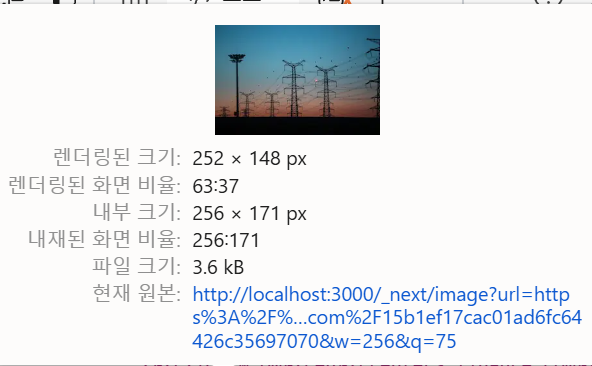 렌더링된 크기: 252 × 148 px
렌더링된 화면 비율: 63:37
내부 크기: 256 × 171 px
내재된 화면 비율: 256:171
파일 크기: 3.6 kB
현재 원본: http://localhost:3000/_next/image?url=http
s%3A%2F%…com%2F15b1ef17cac01ad6fc64
426c35697070&w=256&q=75